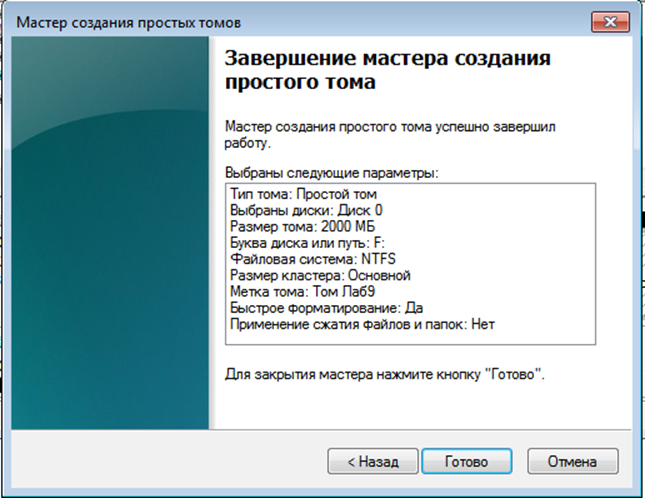 Мастер создания простых томов
Завершение мастера создания
простого тома
Мастер создания простого тома успешно завершил
работу.
Выбраны следующие параметры:
Тип тома: Простой том
Выбраны диски: Диск 0
Размер тома: 2000 МБ
Буква диска или путь: F:
Файловая система: NTFS
Размер кластера: Основной
Метка тома: Том Лаб9
Быстрое форматирование: Да
Применение сжатия файлов и папок: Нет
Для закрытия мастера нажмите кнопку "Готово".
< Назад
Готово
Отмена